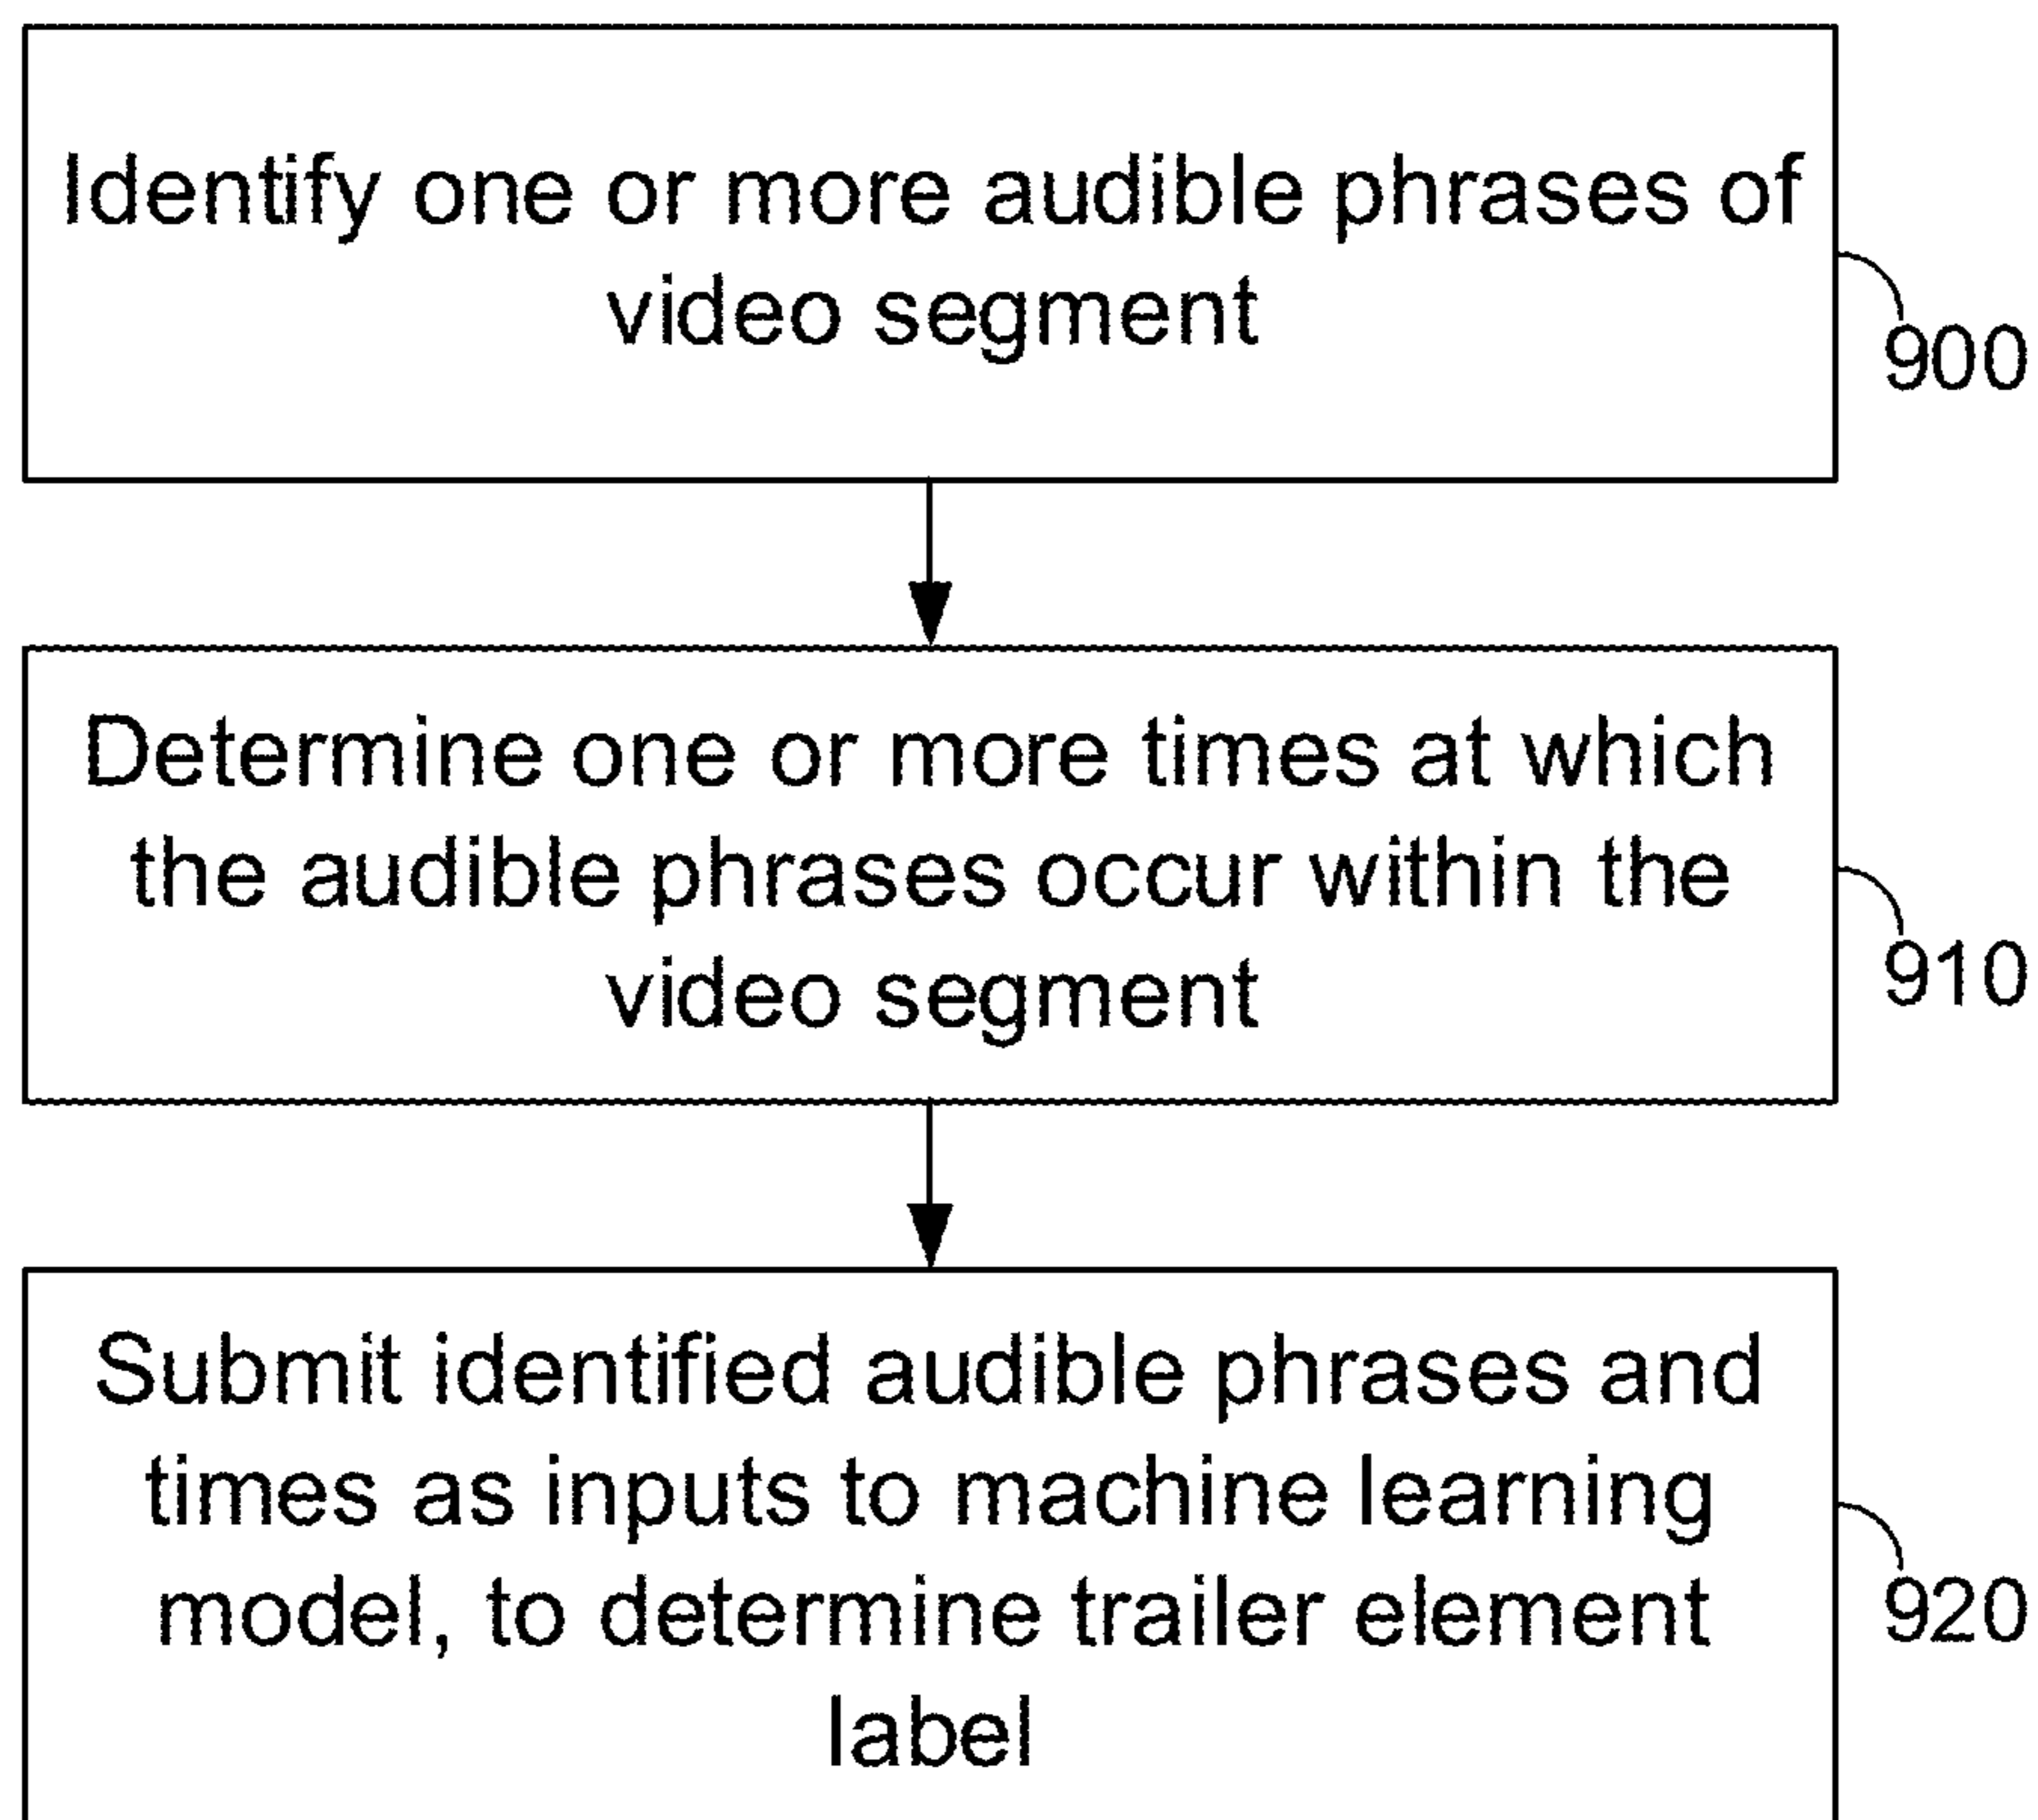 Identify one or more audible phrases of
video segment
900
Determine one or more times at which
the audible phrases occur within the
video segment
910
Submit identified audible phrases and
times as inputs to machine learning
model, to determine trailer element
label
920